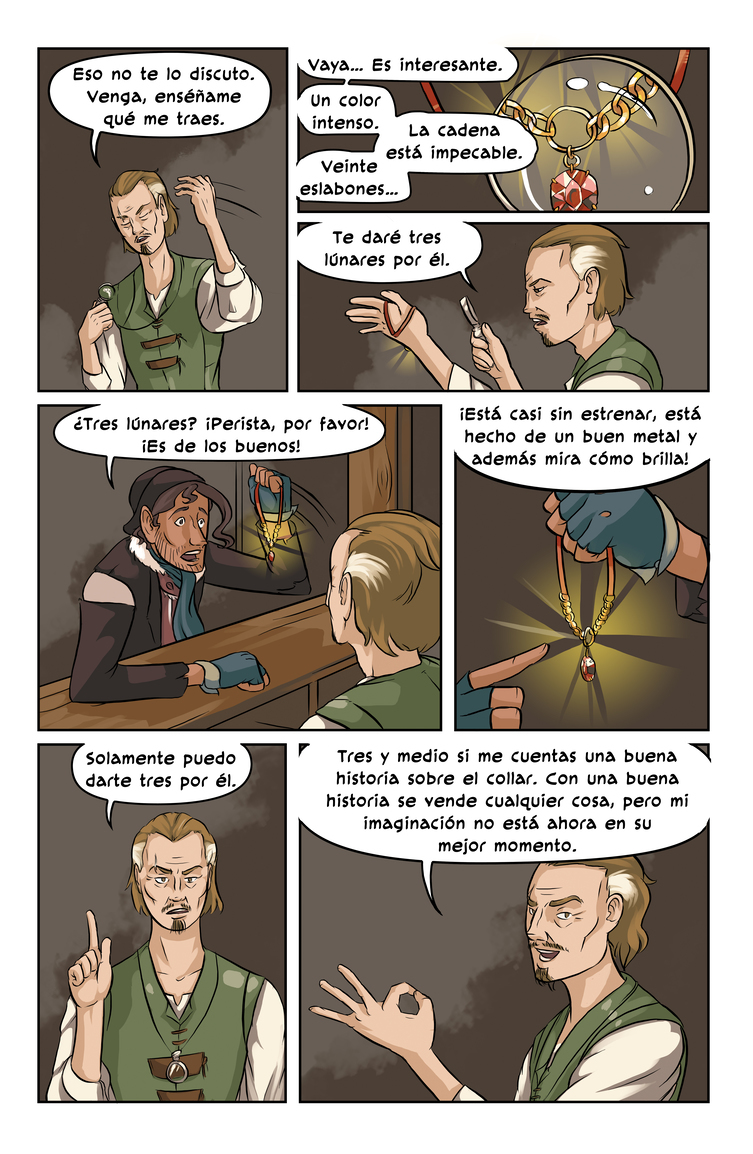 Eso no te lo discuto.
Venga, enséñame
qué me traes.
Vaya... Es interesante.
Un color
intenso.
La cadena
está impecable.
Veinte
eslabones...
Te daré tres
lúnares por él.
¿Tres lúnares? ¡Perista, por favor!
¡Es de los buenos!
¡Está casi sin estrenar, está
hecho de un buen metal y
además mira cómo brilla!
Solamente puedo
darte tres por él.
Tres y medio si me cuentas una buena
historia sobre el collar. Con una buena
historia se vende cualquier cosa, pero mi
imaginación no está ahora en su
mejor momento.